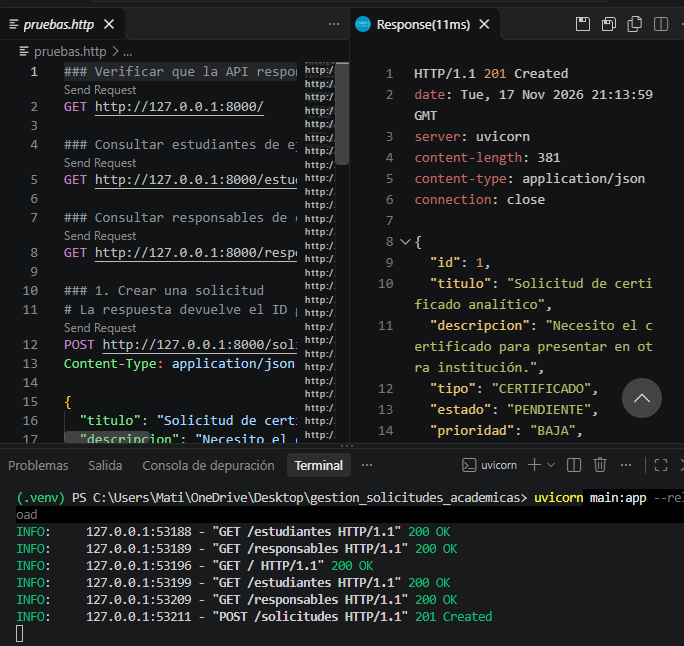 pruebas.http
pruebas.http > ...
1 ### Verificar que la API respon
Send Request
2 GET http://127.0.0.1:8000/
3
4 ### Consultar estudiantes de ej
Send Request
5 GET http://127.0.0.1:8000/estud
6
7 ### Consultar responsables de
Send Request
8 GET http://127.0.0.1:8000/respo
9
10 ### 1. Crear una solicitud
11 # La respuesta devuelve el ID
Send Request
12 POST http://127.0.0.1:8000/soli
13 Content-Type: application/json
14
15 {
16 "titulo": "Solicitud de certi
17 "descripcion": "Necesito el
Response(11ms)
1 HTTP/1.1 201 Created
2 date: Tue, 17 Nov 2026 21:13:59
GMT
3 server: uvicorn
4 content-length: 381
5 content-type: application/json
6 connection: close
7
8 {
9 "id": 1,
10 "titulo": "Solicitud de certi
ficado analítico",
11 "descripcion": "Necesito el c
ertificado para presentar en ot
ra institución.",
12 "tipo": "CERTIFICADO",
13 "estado": "PENDIENTE",
14 "prioridad": "BAJA",
Problemas Salida Consola de depuración Terminal ... uvicorn
(.venv) PS C:\Users\Mati\OneDrive\Desktop\gestion_solicitudes_academicas> uvicorn main:app --rel
oad
INFO: 127.0.0.1:53188 - "GET /estudiantes HTTP/1.1" 200 OK
INFO: 127.0.0.1:53189 - "GET /responsables HTTP/1.1" 200 OK
INFO: 127.0.0.1:53196 - "GET / HTTP/1.1" 200 OK
INFO: 127.0.0.1:53199 - "GET /estudiantes HTTP/1.1" 200 OK
INFO: 127.0.0.1:53209 - "GET /responsables HTTP/1.1" 200 OK
INFO: 127.0.0.1:53211 - "POST /solicitudes HTTP/1.1" 201 Created